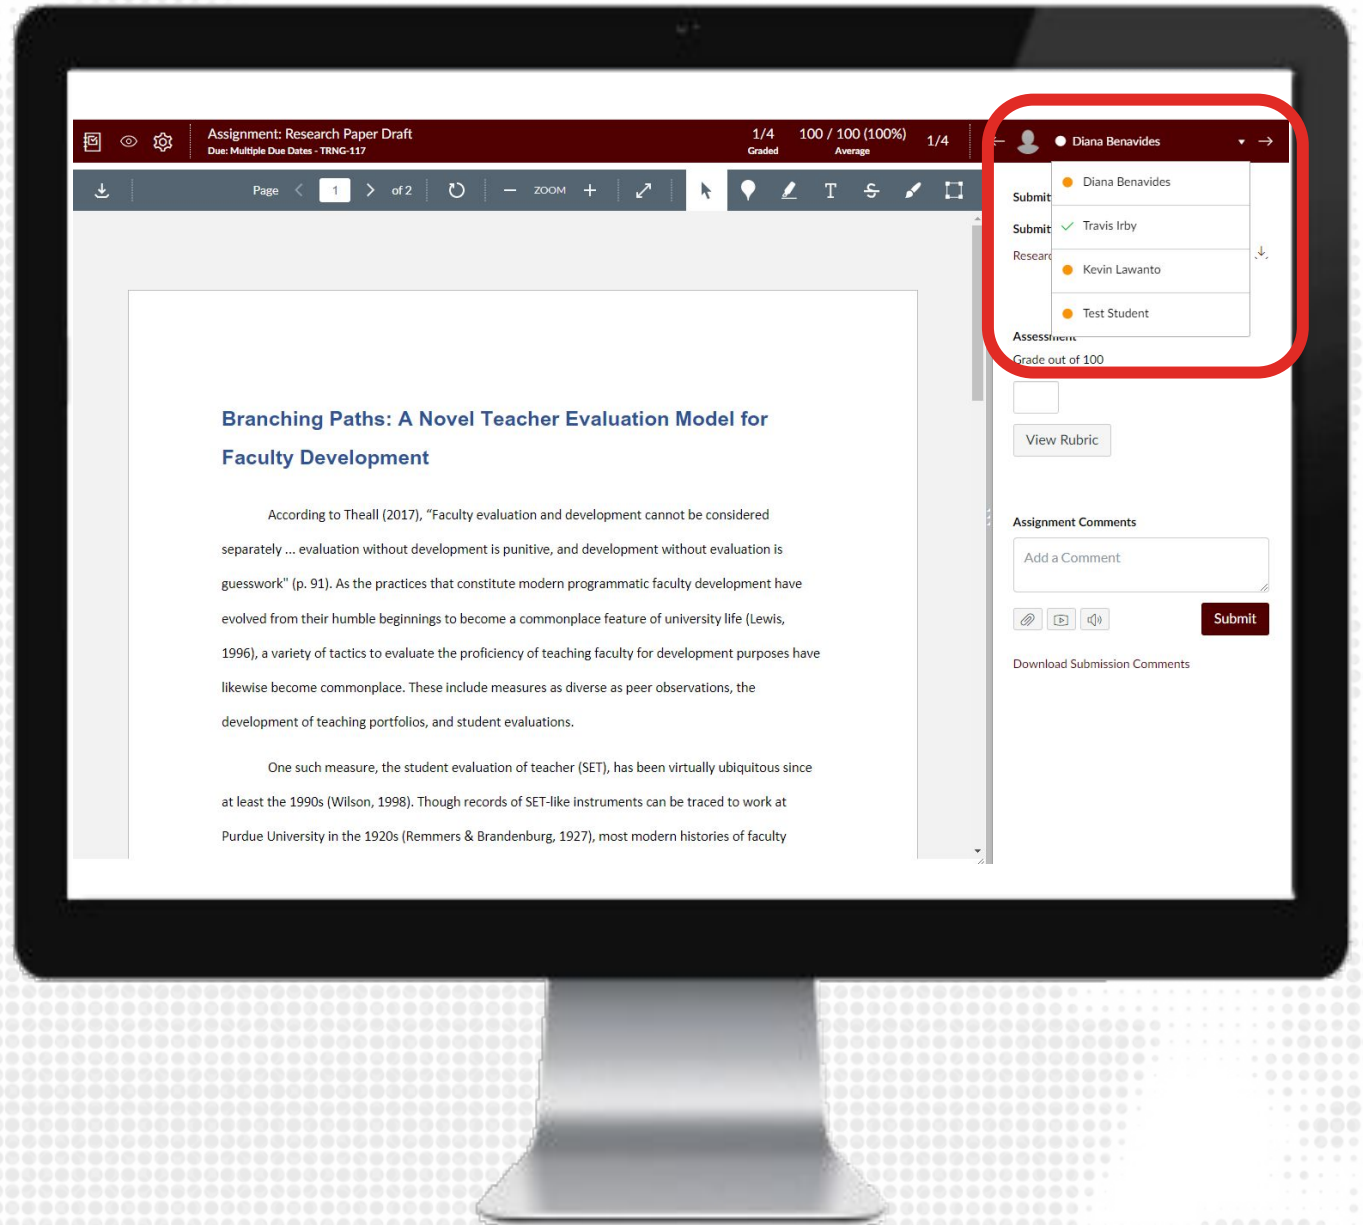 Assignment: Research Paper Draft
Due: Multiple Due Dates - TRNG-117
1/4
Graded
100 / 100 (100%)
Average
1/4
Diana Benavides
Page
1
of 2
ZOOM
T
S
Diana Benavides
Travis Irby
Kevin Lawanto
Test Student
Submit
Submit
Researc
Assessment
Grade out of 100
View Rubric
Assignment Comments
Add a Comment
Submit
Download Submission Comments
Branching Paths: A Novel Teacher Evaluation Model for
Faculty Development
According to Theall (2017), “Faculty evaluation and development cannot be considered
separately ... evaluation without development is punitive, and development without evaluation is
guesswork" (p. 91). As the practices that constitute modern programmatic faculty development have
evolved from their humble beginnings to become a commonplace feature of university life (Lewis,
1996), a variety of tactics to evaluate the proficiency of teaching faculty for development purposes have
likewise become commonplace. These include measures as diverse as peer observations, the
development of teaching portfolios, and student evaluations.
One such measure, the student evaluation of teacher (SET), has been virtually ubiquitous since
at least the 1990s (Wilson, 1998). Though records of SET-like instruments can be traced to work at
Purdue University in the 1920s (Remmers & Brandenburg, 1927), most modern histories of faculty